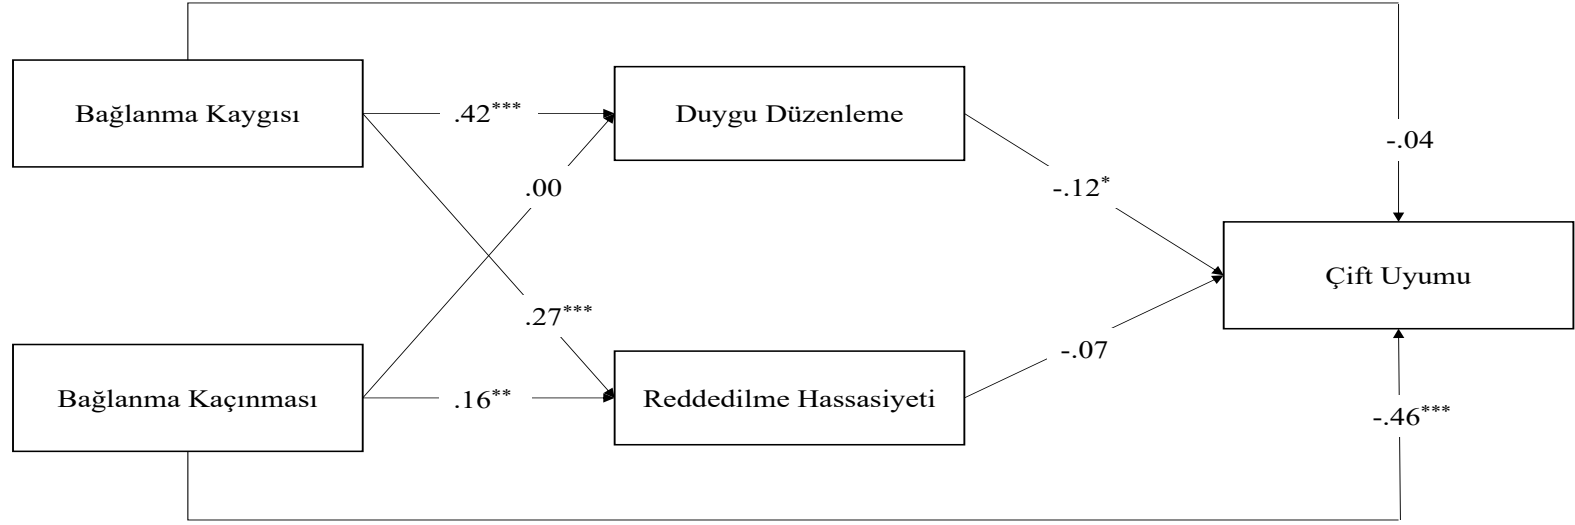 Bağlanma Kaygısı
.42***
Duygu Düzenleme
-.04
.00
-.12*
Çift Uyumu
.27***
-.07
Bağlanma Kaçınması
.16**
Reddedilme Hassasiyeti
-.46***